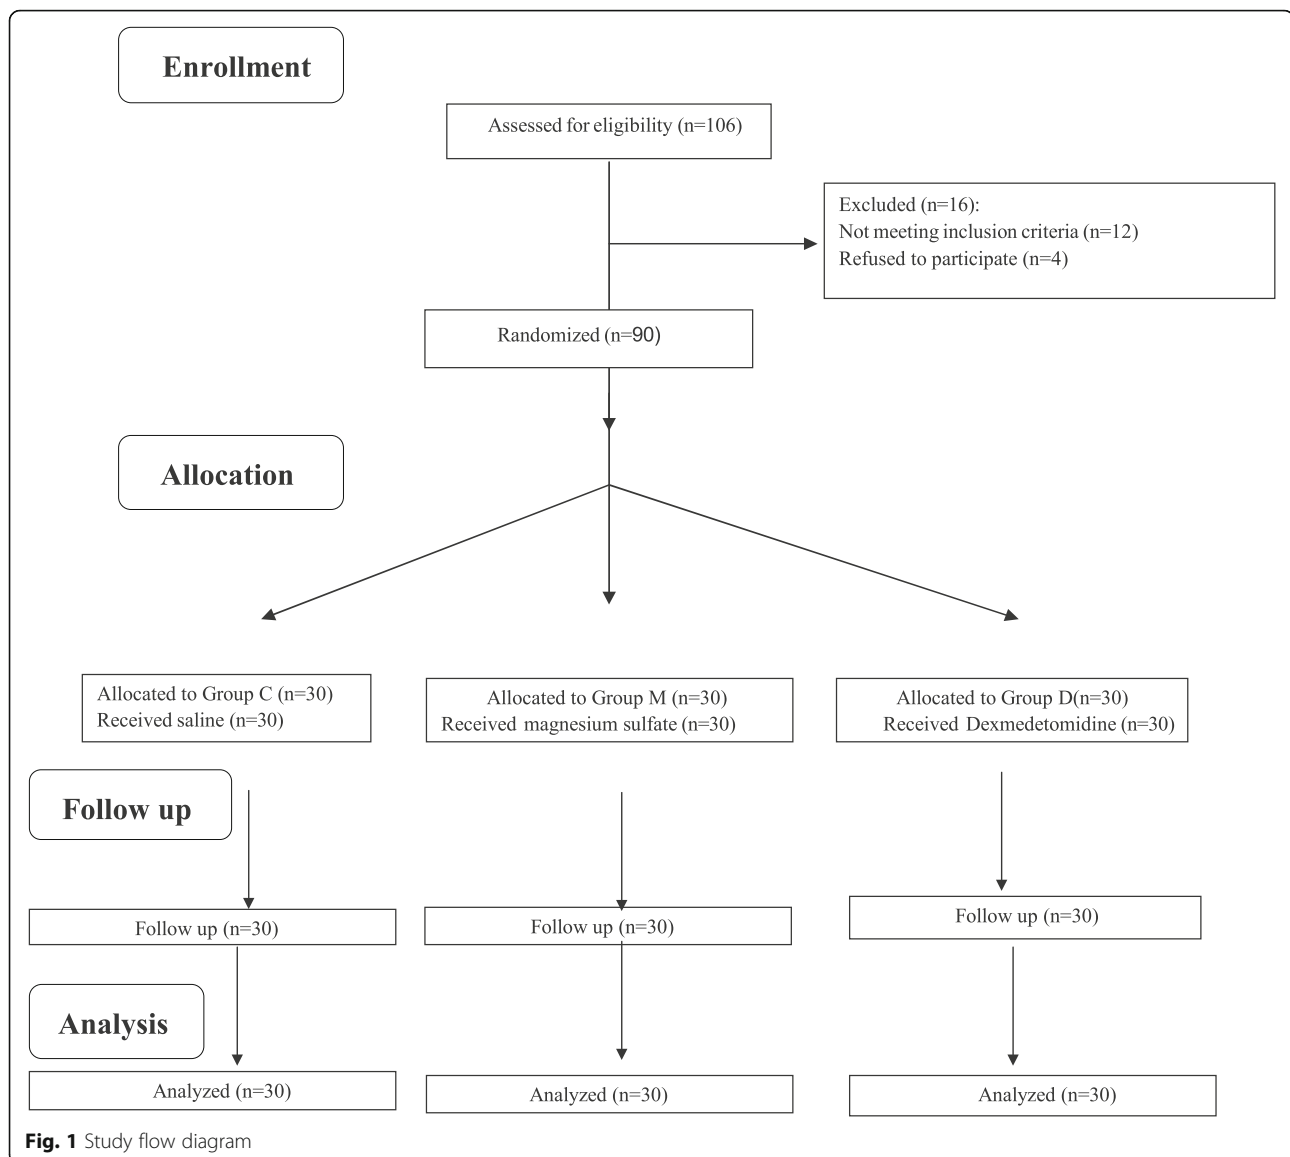 Enrollment
Assessed for eligibility (n=106)
Excluded (n=16):
Not meeting inclusion criteria (n=12)
Refused to participate (n=4)
Randomized (n=90)
Allocation
Allocated to Group C (n=30)
Received saline (n=30)
Allocated to Group M (n=30)
Received magnesium sulfate (n=30)
Allocated to Group D(n=30)
Received Dexmedetomidine (n=30)
Follow up
Follow up (n=30)
Follow up (n=30)
Follow up (n=30)
Analysis
Analyzed (n=30)
Analyzed (n=30)
Analyzed (n=30)
Fig. 1 Study flow diagram